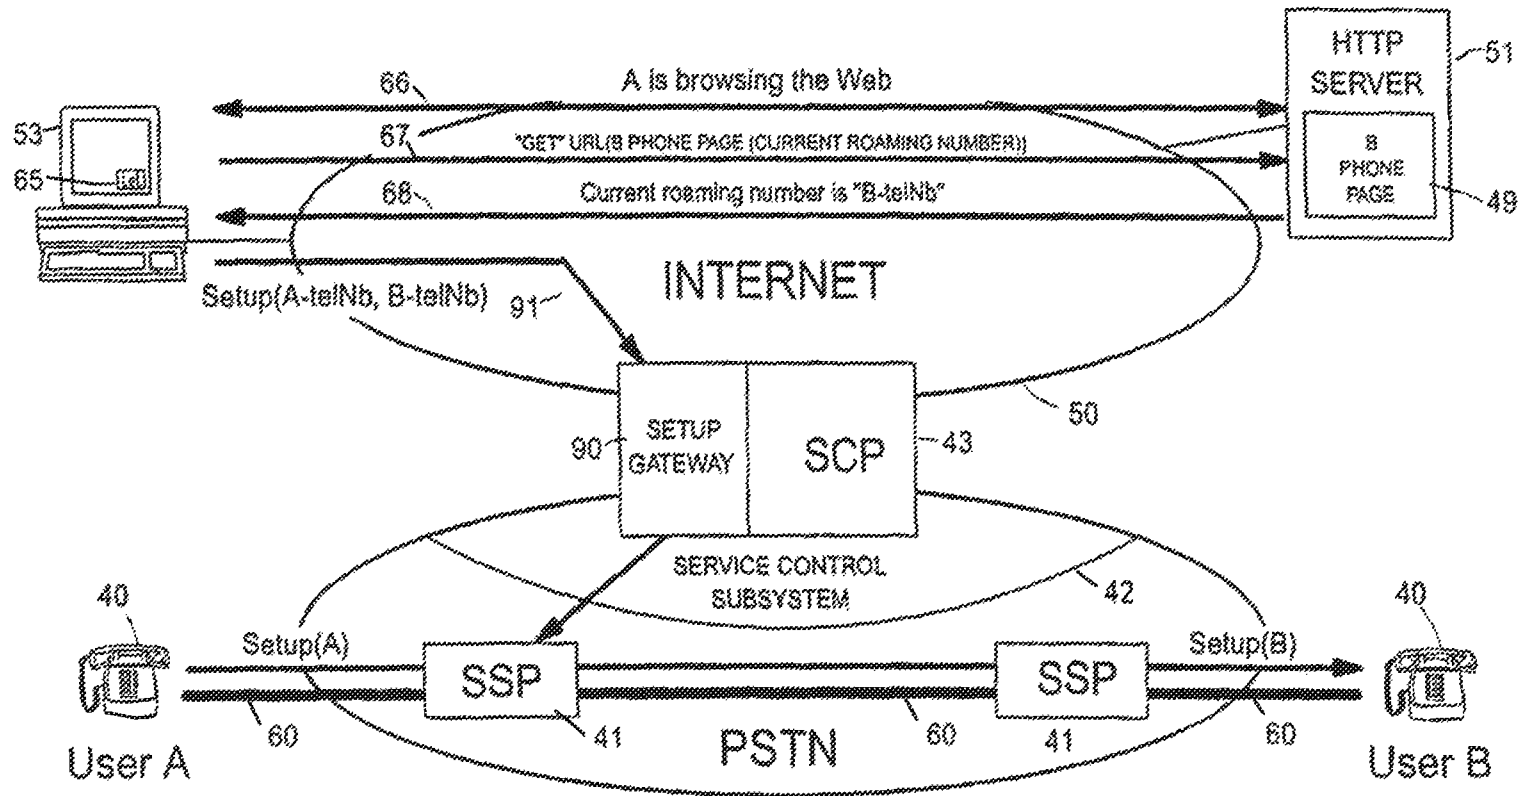 HTTP
SERVER
51
66
A is browsing the Web
53
67
"GET" URL(B PHONE PAGE (CURRENT ROAMING NUMBER))
B
PHONE
PAGE
65
tel
68
Current roaming number is "B-telNb"
49
INTERNET
Setup(A-telNb, B-telNb)
91
50
90
SETUP
GATEWAY
SCP
43
SERVICE CONTROL
SUBSYSTEM
42
40
40
Setup(A)
Setup(B)
SSP
SSP
60
41
60
41
60
PSTN
User A
User B